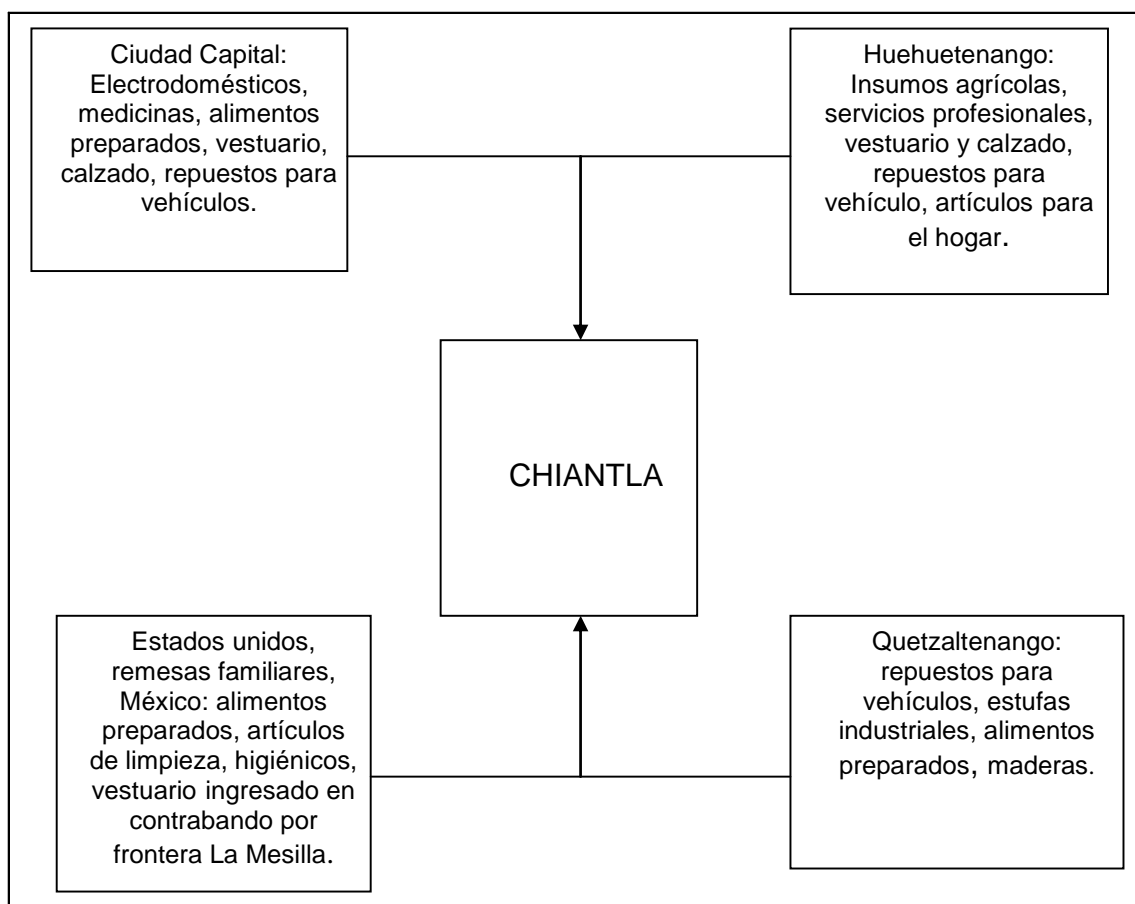 Ciudad Capital:
Electrodomésticos,
medicinas, alimentos
preparados, vestuario,
calzado, repuestos para
vehículos.
Huehuetenango:
Insumos agrícolas,
servicios profesionales,
vestuario y calzado,
repuestos para
vehículo, artículos para
el hogar.
CHIANTLA
Estados unidos,
remesas familiares,
México: alimentos
preparados, artículos
de limpieza, higiénicos,
vestuario ingresado en
contrabando por
frontera La Mesilla.
Quetzaltenango:
repuestos para
vehículos, estufas
industriales, alimentos
preparados, maderas.